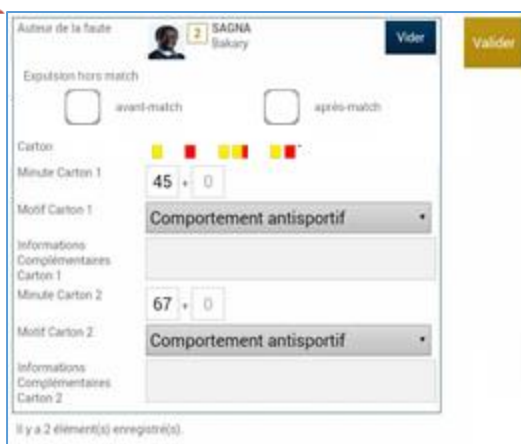 Auteur de la faute
2 SAGNA
Bakary
Vider
Valider
Expulsion hors match
avant-match
après-match
Carton
Minute Carton 1
45 + 0
Motif Carton 1
Comportement antisportif
Informations
Complémentaires
Carton 1
Minute Carton 2
67 + 0
Motif Carton 2
Comportement antisportif
Informations
Complémentaires
Carton 2
Il y a 2 élément(s) enregistré(s).